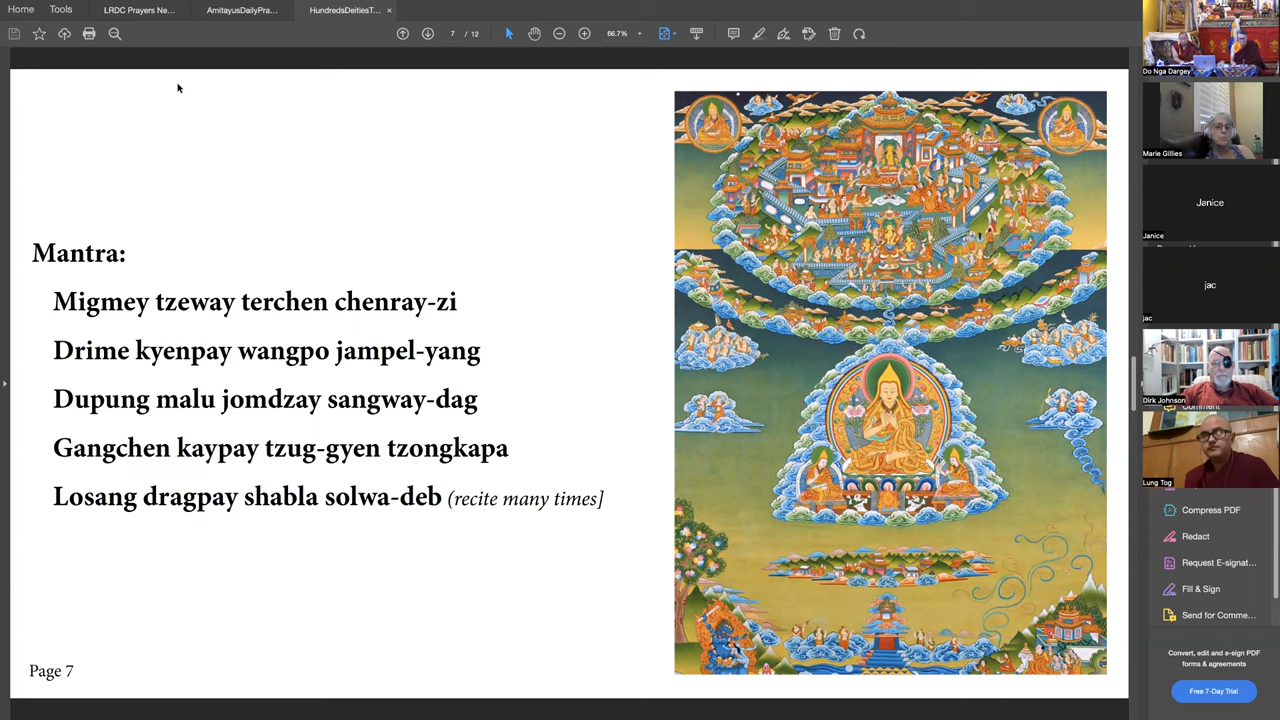 Home
Tools
LRDC Prayers Ne...
AmitayusDailyPra...
HundredsDeitiesT...
7 / 12
66.7%
Mantra:
Migmey tzeway terchen chenray-zi
Drime kyenpay wangpo jampel-yang
Dupung malu jomdzay sangway-dag
Gangchen kaypay tzug-gyen tzongkapa
Losang dragpay shabla solwa-deb (recite many times]
Page 7
Do Nga Dargey
Marie Gillies
Janice
Janice
jac
jac
Dirk Johnson
Comment
Lung Tog
Compress PDF
Redact
Request E-signat...
Fill & Sign
Send for Comme...
Convert, edit and e-sign PDF
forms & agreements
Free 7-Day Trial